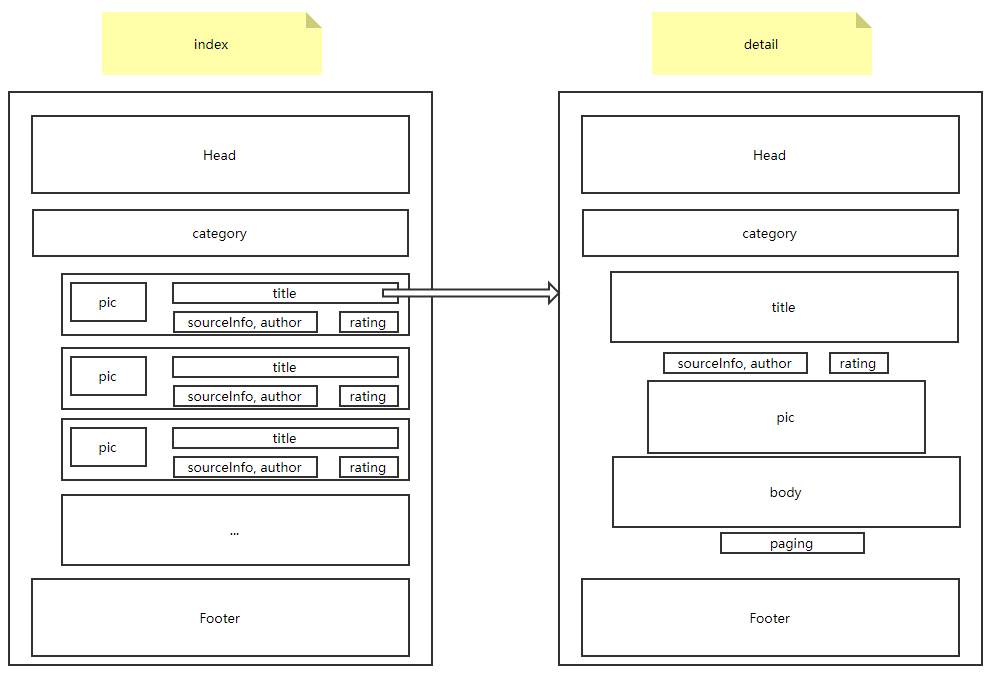 index
Head
category
pic
title
sourceInfo, author
rating
pic
title
sourceInfo, author
rating
pic
title
sourceInfo, author
rating
...
Footer
detail
Head
category
title
sourceInfo, author
rating
pic
body
paging
Footer